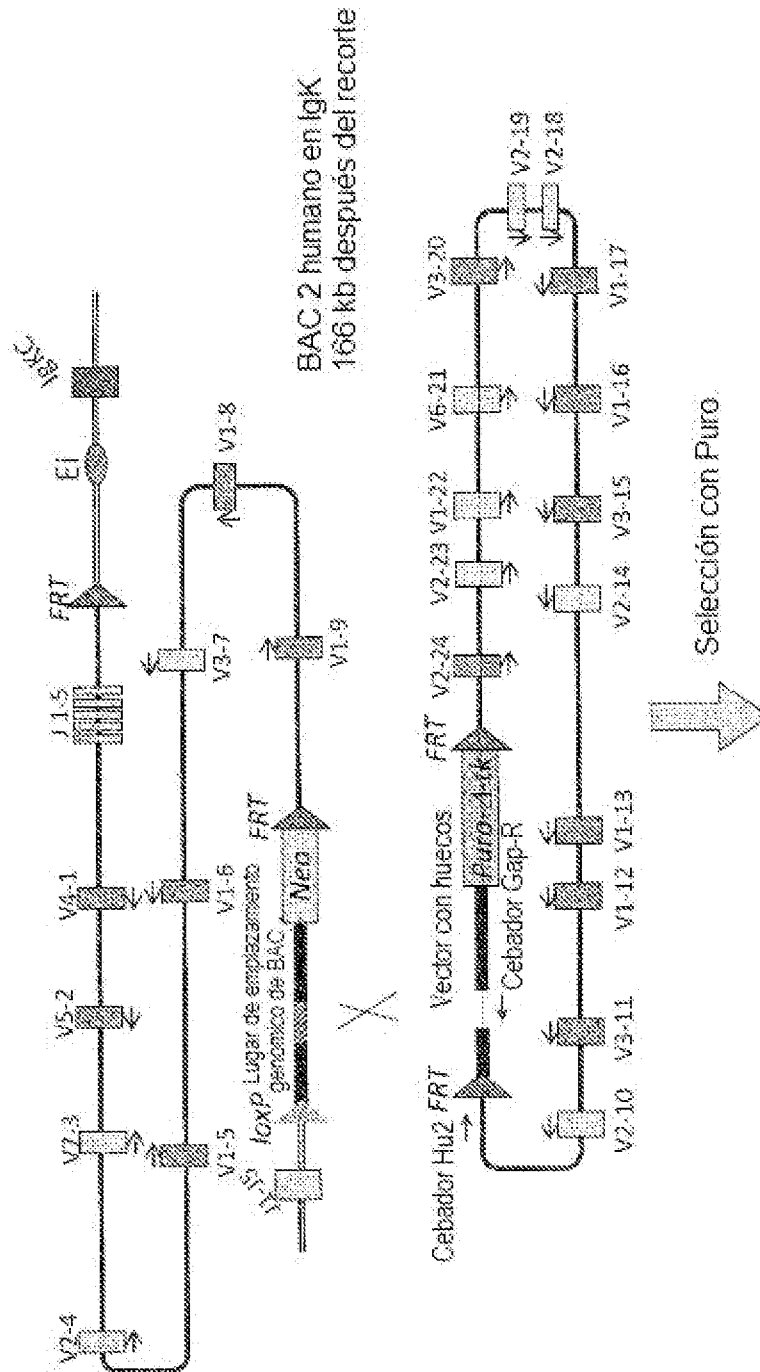 IgKC
Ei
FRT
J 1-5
V4-1
V5-2
V7-3
V2-4
V1-5
V1-6
V3-7
V1-8
V1-9
FRT
Neo
Lugar de emplazamiento
genómico de BAC
loxP
BAC 2 humano en IgK
166 kb después del recorte
V2-19
V2-18
V3-20
V6-21
V1-22
V2-23
V2-24
FRT
Puro-Δ-tk
Vector con huecos
Cebador Gap-R
Cebador Hu2 FRT
V2-10
V3-11
V1-12
V1-13
V2-14
V3-15
V1-16
V1-17
Selección con Puro